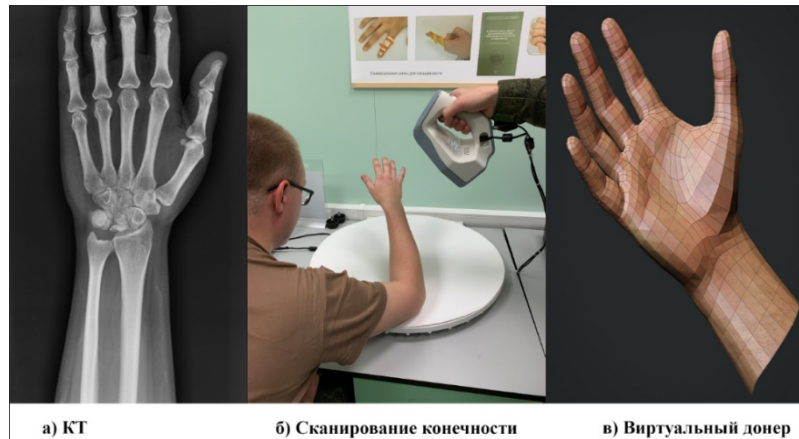 а) КТ
б) Сканирование конечности
в) Виртуальный донер